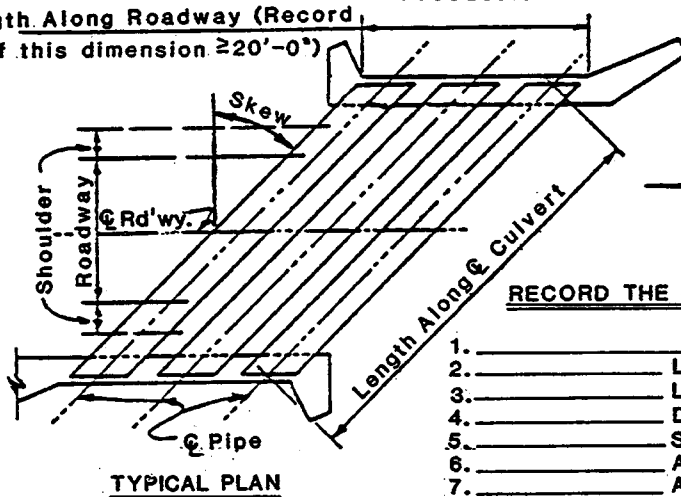 gth Along Roadway (Record
f this dimension ≥20'-0")
Skew
Shoulder
Roadway
℄ Rd'wy.
Length Along ℄ Culvert
℄ Pipe
TYPICAL PLAN
RECORD THE
1.
2. L
3. L
4. D
5. S
6. A
7. A